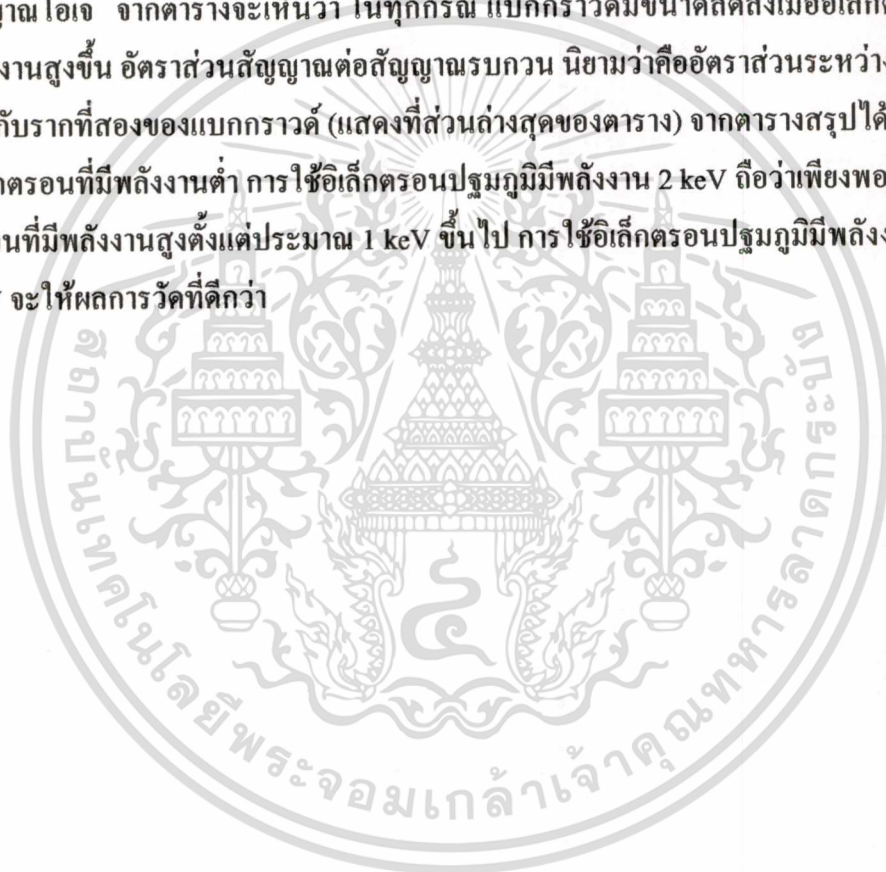 ญาณโอเจ จากตารางจะเห็นว่า ในทุกกรณี แบกกราวด์มีขนาดลดลงเมื่ออิเล็ก
งานสูงขึ้น อัตราส่วนสัญญาณต่อสัญญาณรบกวน นิยามว่าคืออัตราส่วนระหว่าง
กับรากที่สองของแบกกราวด์ (แสดงที่ส่วนล่างสุดของตาราง) จากตารางสรุปได้
กตรอนที่มีพลังงานต่ำ การใช้อิเล็กตรอนปฐมภูมิมีพลังงาน 2 keV ถือว่าเพียงพอ
นที่มีพลังงานสูงตั้งแต่ประมาณ 1 keV ขึ้นไป การใช้อิเล็กตรอนปฐมภูมิมีพลังง
จะให้ผลการวัดที่ดีกว่า
สถาบันเทคโนโลยีพระจอมเกล้าเจ้าคุณทหารลาดกระบัง